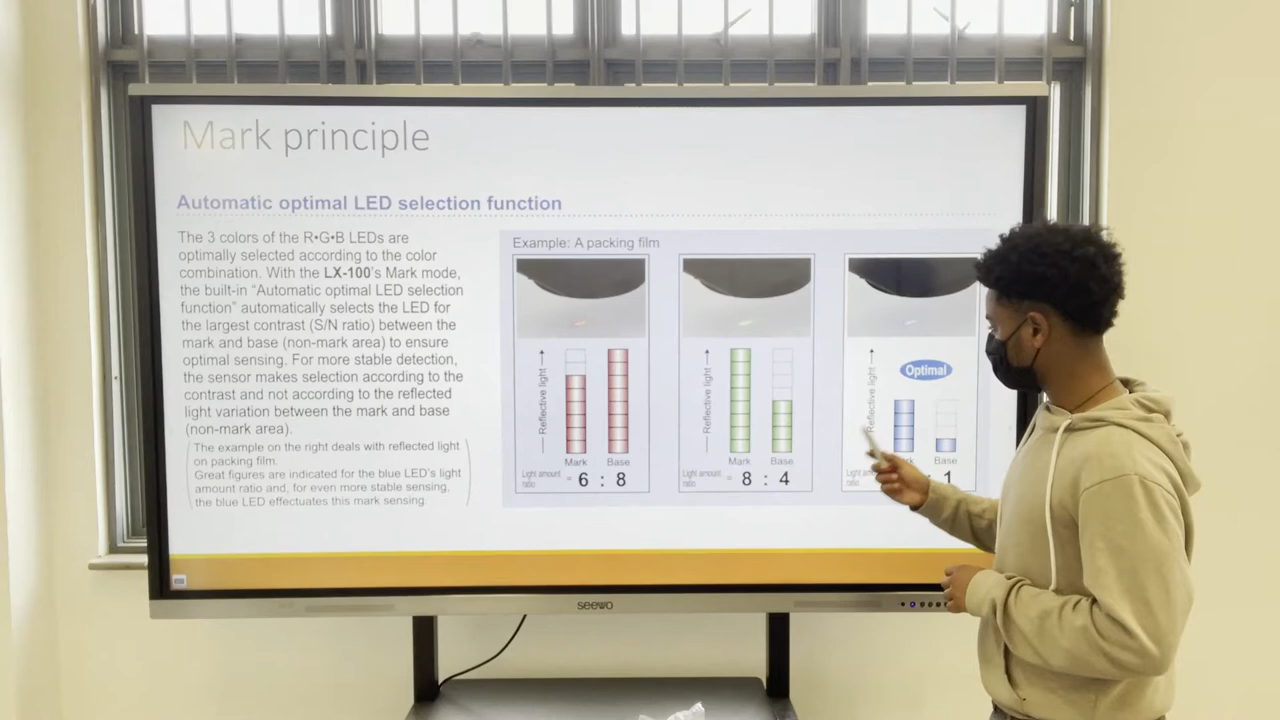 Mark principle
Automatic optimal LED selection function
The 3 colors of the R•G•B LEDs are
optimally selected according to the color
combination. With the LX-100's Mark mode,
the built-in "Automatic optimal LED selection
function" automatically selects the LED for
the largest contrast (S/N ratio) between the
mark and base (non-mark area) to ensure
optimal sensing. For more stable detection,
the sensor makes selection according to the
contrast and not according to the reflected
light variation between the mark and base
(non-mark area).
The example on the right deals with reflected light
on packing film.
Great figures are indicated for the blue LED's light
amount ratio and, for even more stable sensing,
the blue LED effectuates this mark sensing.
Example: A packing film
Reflective light
Mark Base
Light amount ratio = 6 : 8
Reflective light
Mark Base
Light amount ratio = 8 : 4
Optimal
Reflective light
Base
1
seewo